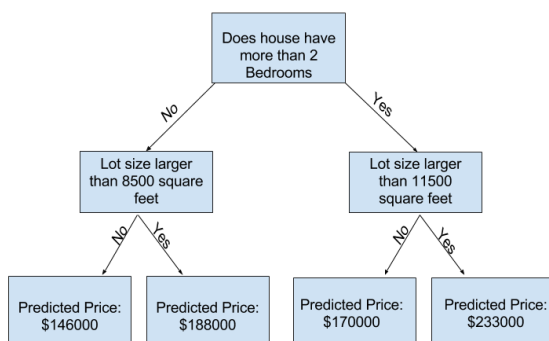 Does house have
more than 2
Bedrooms
No
Yes
Lot size larger
than 8500 square
feet
Lot size larger
than 11500
square feet
No
Yes
No
Yes
Predicted Price:
$146000
Predicted Price:
$188000
Predicted Price:
$170000
Predicted Price:
$233000